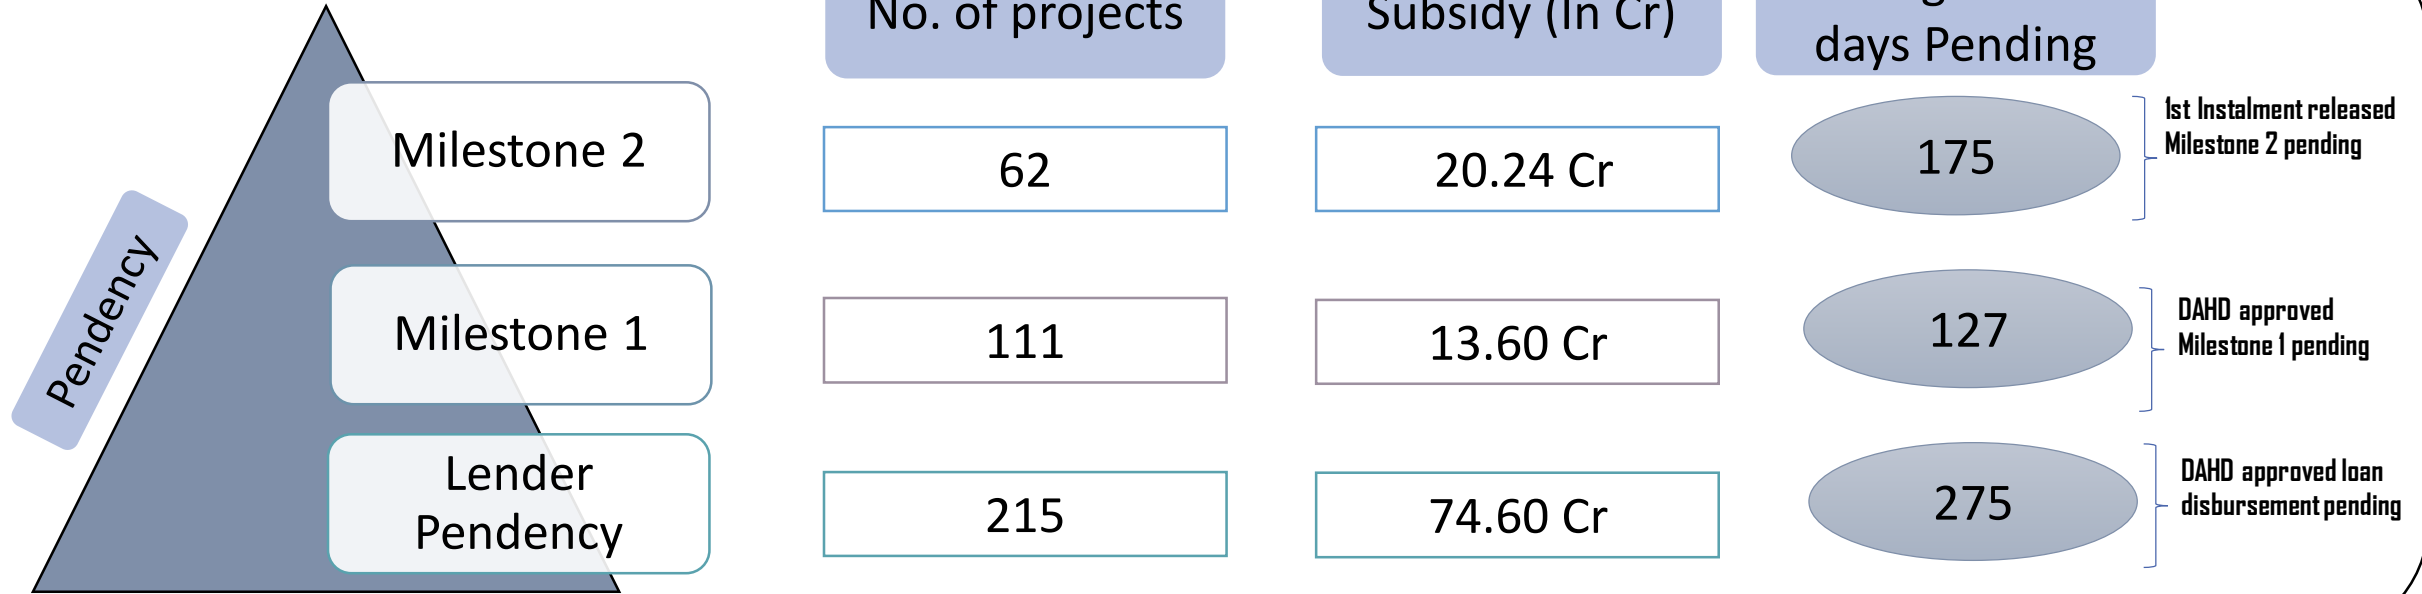 No. of projects
Subsidy (In Cr)
days Pending
Pendency
Milestone 2
62
20.24 Cr
175
1st Instalment released
Milestone 2 pending
Milestone 1
111
13.60 Cr
127
DAHD approved
Milestone 1 pending
Lender
Pendency
215
74.60 Cr
275
DAHD approved loan
disbursement pending